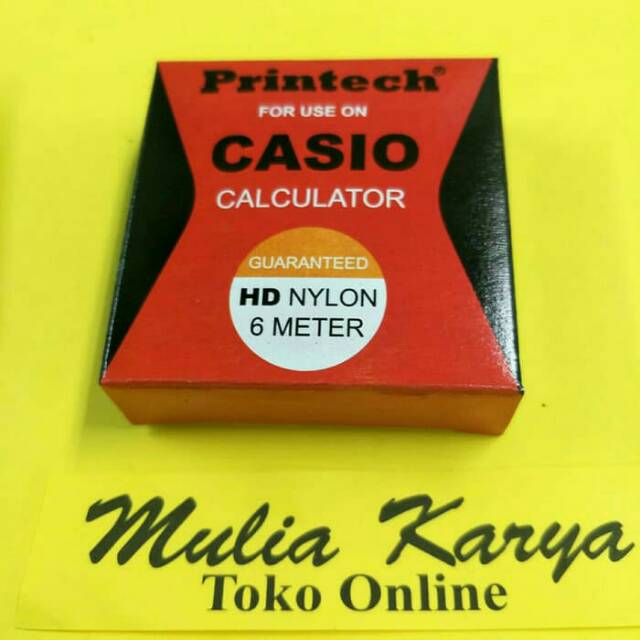 Printech®
FOR USE ON
CASIO
CALCULATOR
GUARANTEED
HD NYLON
6 METER
Mulia Karya
Toko Online